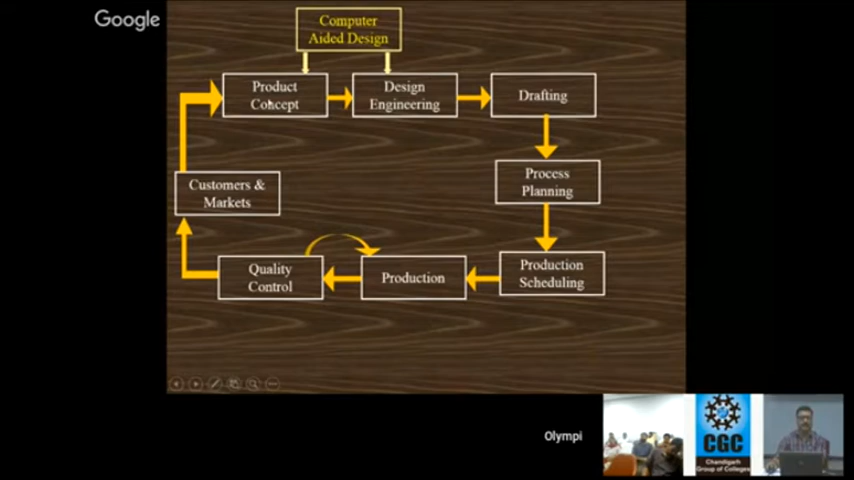 Google
Computer
Aided Design
Product
Concept
Design
Engineering
Drafting
Customers &
Markets
Process
Planning
Quality
Control
Production
Production
Scheduling
Olympi
CGC
Chandigarh
Group of Colleges